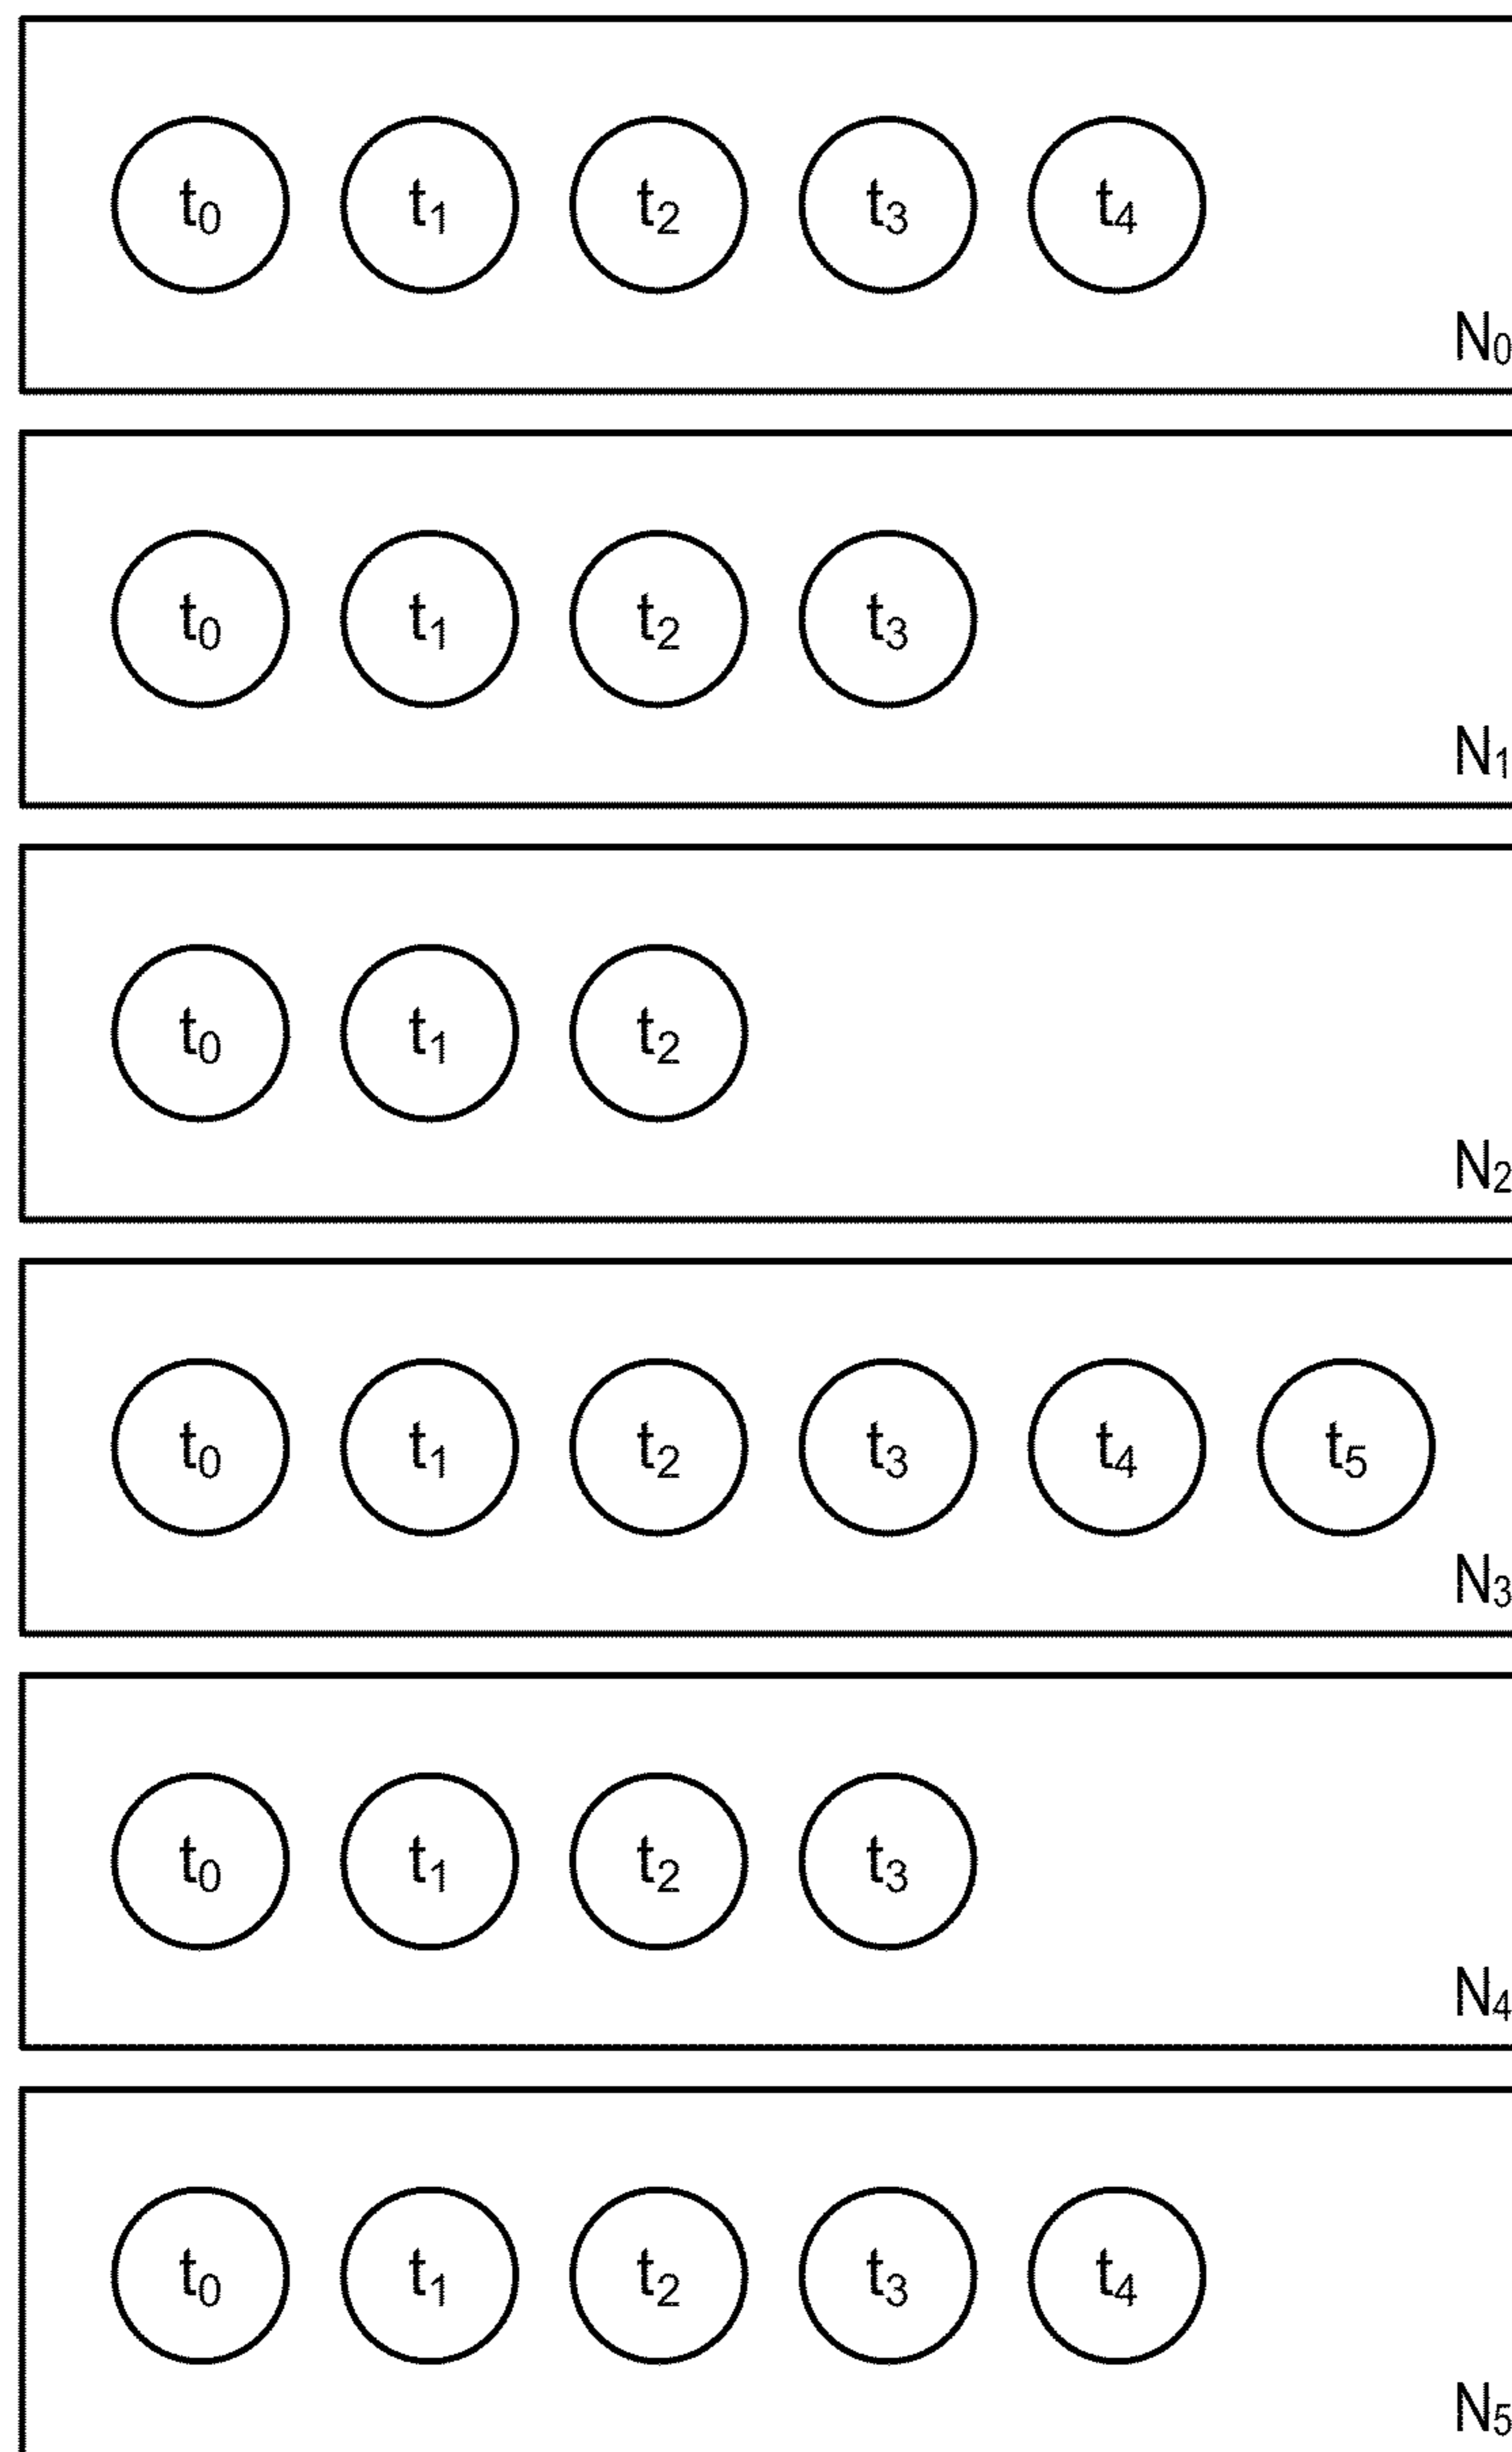 t₀ t₁ t₂ t₃ t₄
N₀
t₀ t₁ t₂ t₃
N₁
t₀ t₁ t₂
N₂
t₀ t₁ t₂ t₃ t₄ t₅
N₃
t₀ t₁ t₂ t₃
N₄
t₀ t₁ t₂ t₃ t₄
N₅